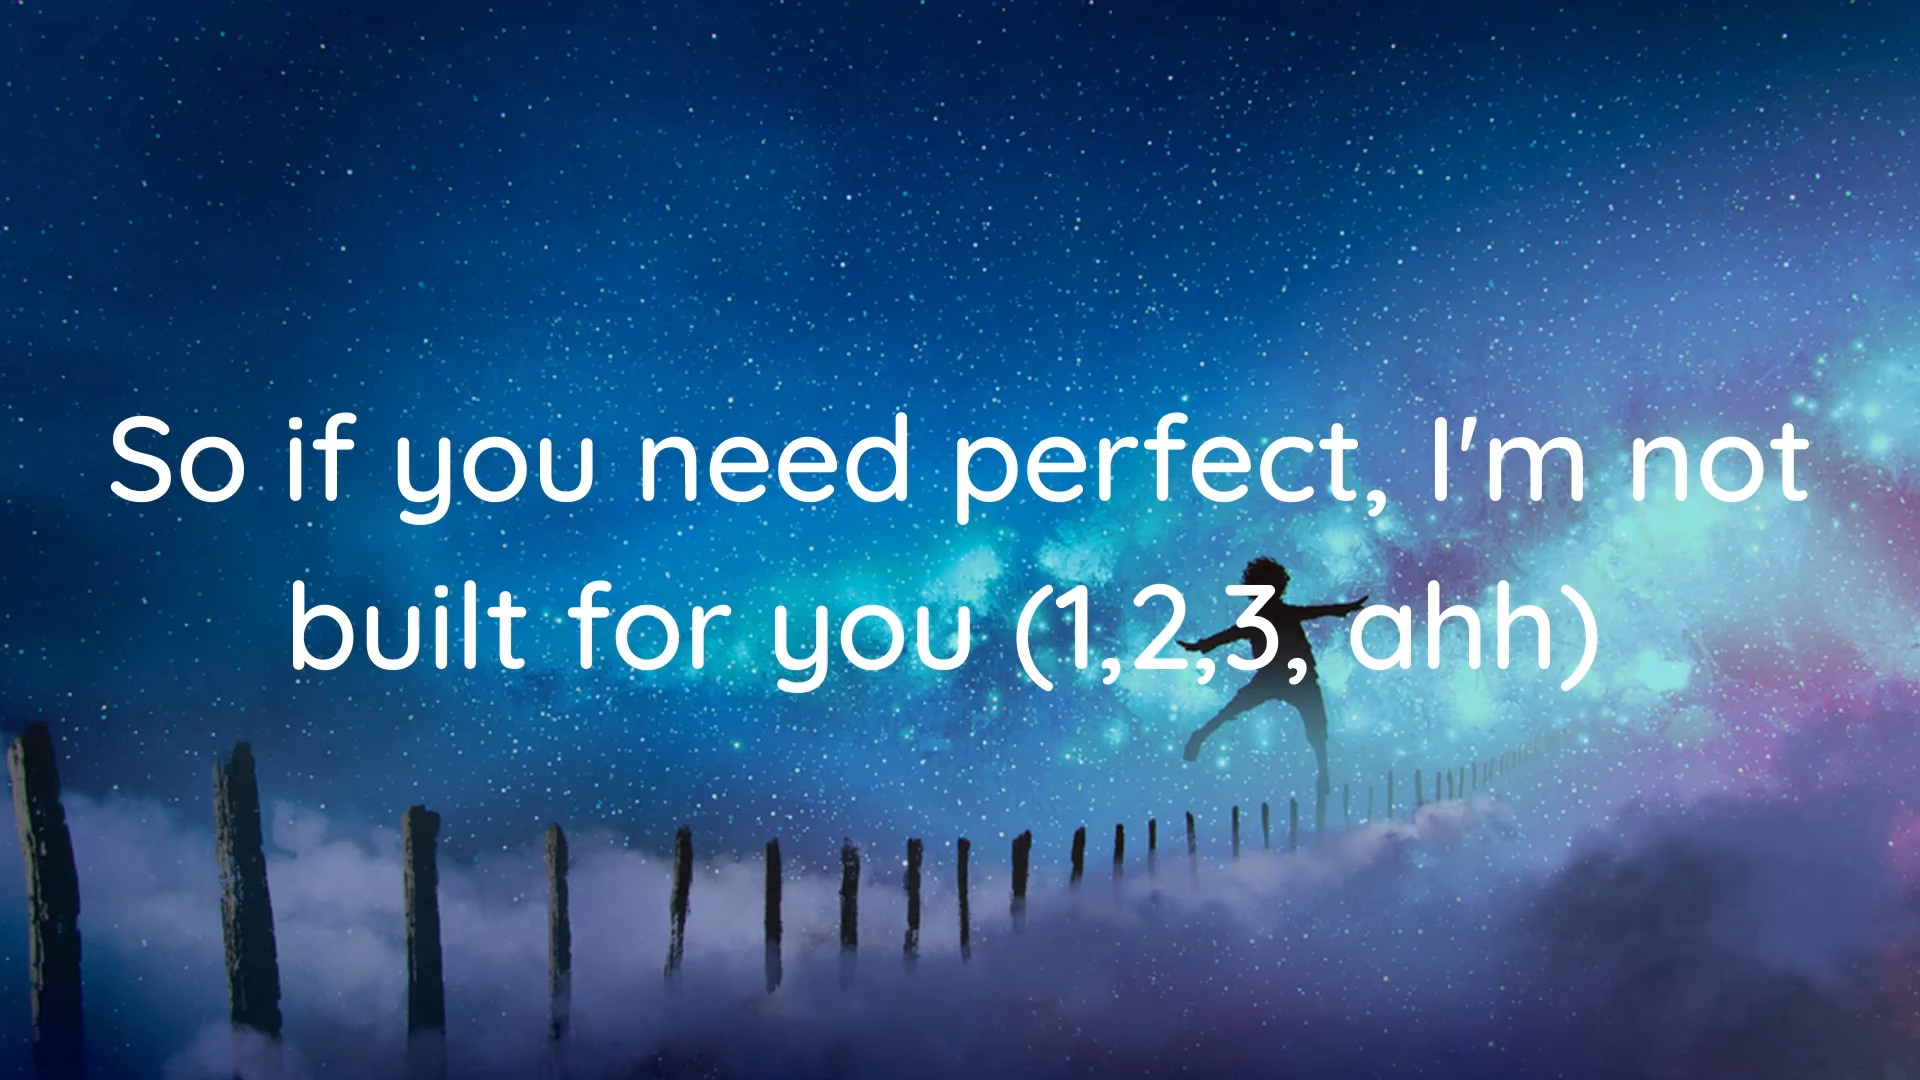 So if you need perfect, I'm not
built for you (1,2,3, ahh)